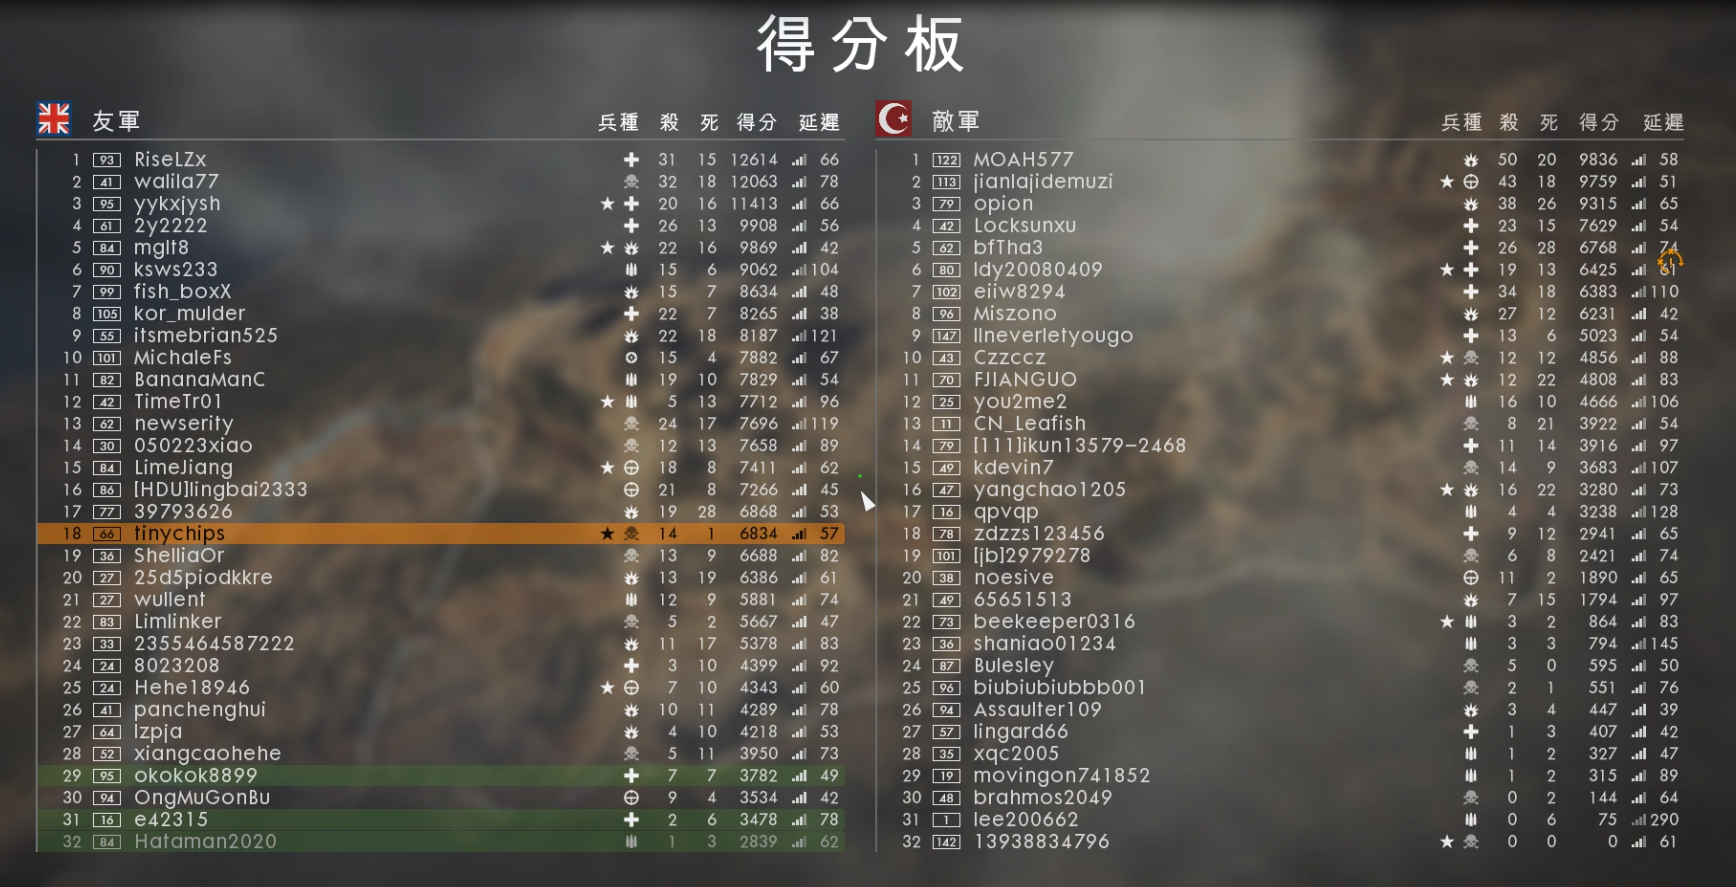 得分板
友軍 兵種 殺 死 得分 延遲
1 93 RiseLZx 31 15 12614 66
2 41 walila77 32 18 12063 78
3 95 yykxjysh 20 16 11413 66
4 61 2y2222 26 13 9908 56
5 84 mglt8 22 16 9869 42
6 90 ksws233 15 6 9062 104
7 99 fish_boxX 15 7 8634 48
8 105 kor_mulder 22 7 8265 38
9 55 itsmebrian525 22 18 8187 121
10 101 MichaleFs 15 4 7882 67
11 82 BananaManC 19 10 7829 54
12 42 TimeTr01 5 13 7712 96
13 62 newserity 24 17 7696 119
14 30 050223xiao 12 13 7658 89
15 84 LimeJiang 18 8 7411 62
16 86 [HDU]lingbai2333 21 8 7266 45
17 77 39793626 19 28 6868 53
18 66 tinychips 14 1 6834 57
19 36 ShelliaOr 13 9 6688 82
20 27 25d5piodkkre 13 19 6386 61
21 27 wullent 12 9 5881 74
22 83 Limlinker 5 2 5667 47
23 33 2355464587222 11 17 5378 83
24 24 8023208 3 10 4399 92
25 24 Hehe18946 7 10 4343 60
26 41 panchenghui 10 11 4289 78
27 64 lzpja 4 10 4218 53
28 52 xiangcaohehe 5 11 3950 73
29 95 okokok8899 7 7 3782 49
30 94 OngMuGonBu 9 4 3534 42
31 16 e42315 2 6 3478 78
32 84 Hataman2020 1 3 2839 62
敵軍 兵種 殺 死 得分 延遲
1 122 MOAH577 50 20 9836 58
2 113 jianlajidemuzi 43 18 9759 51
3 79 opion 38 26 9315 65
4 42 Locksunxu 23 15 7629 54
5 62 bfTha3 26 28 6768 74
6 80 ldy20080409 19 13 6425 61
7 102 eiiw8294 34 18 6383 110
8 96 Miszono 27 12 6231 42
9 147 llneverletyougo 13 6 5023 54
10 43 Czzccz 12 12 4856 88
11 70 FJIANGUO 12 22 4808 83
12 25 you2me2 16 10 4666 106
13 11 CN_Leafish 8 21 3922 54
14 79 [111]ikun13579-2468 11 14 3916 97
15 49 kdevin7 14 9 3683 107
16 47 yangchao1205 16 22 3280 73
17 16 qpvqp 4 4 3238 128
18 78 zdzzs123456 9 12 2941 65
19 101 [jb]2979278 6 8 2421 74
20 38 noesive 11 2 1890 65
21 49 65651513 7 15 1794 97
22 73 beekeeper0316 3 2 864 83
23 36 shaniao01234 3 3 794 145
24 87 Bulesley 5 0 595 50
25 96 biubiubiubbb001 2 1 551 76
26 94 Assaulter109 3 4 447 39
27 57 lingard66 1 3 407 42
28 35 xqc2005 1 2 327 47
29 19 movingon741852 1 2 315 89
30 48 brahmos2049 0 2 144 64
31 1 lee200662 0 6 75 290
32 142 13938834796 0 0 0 61